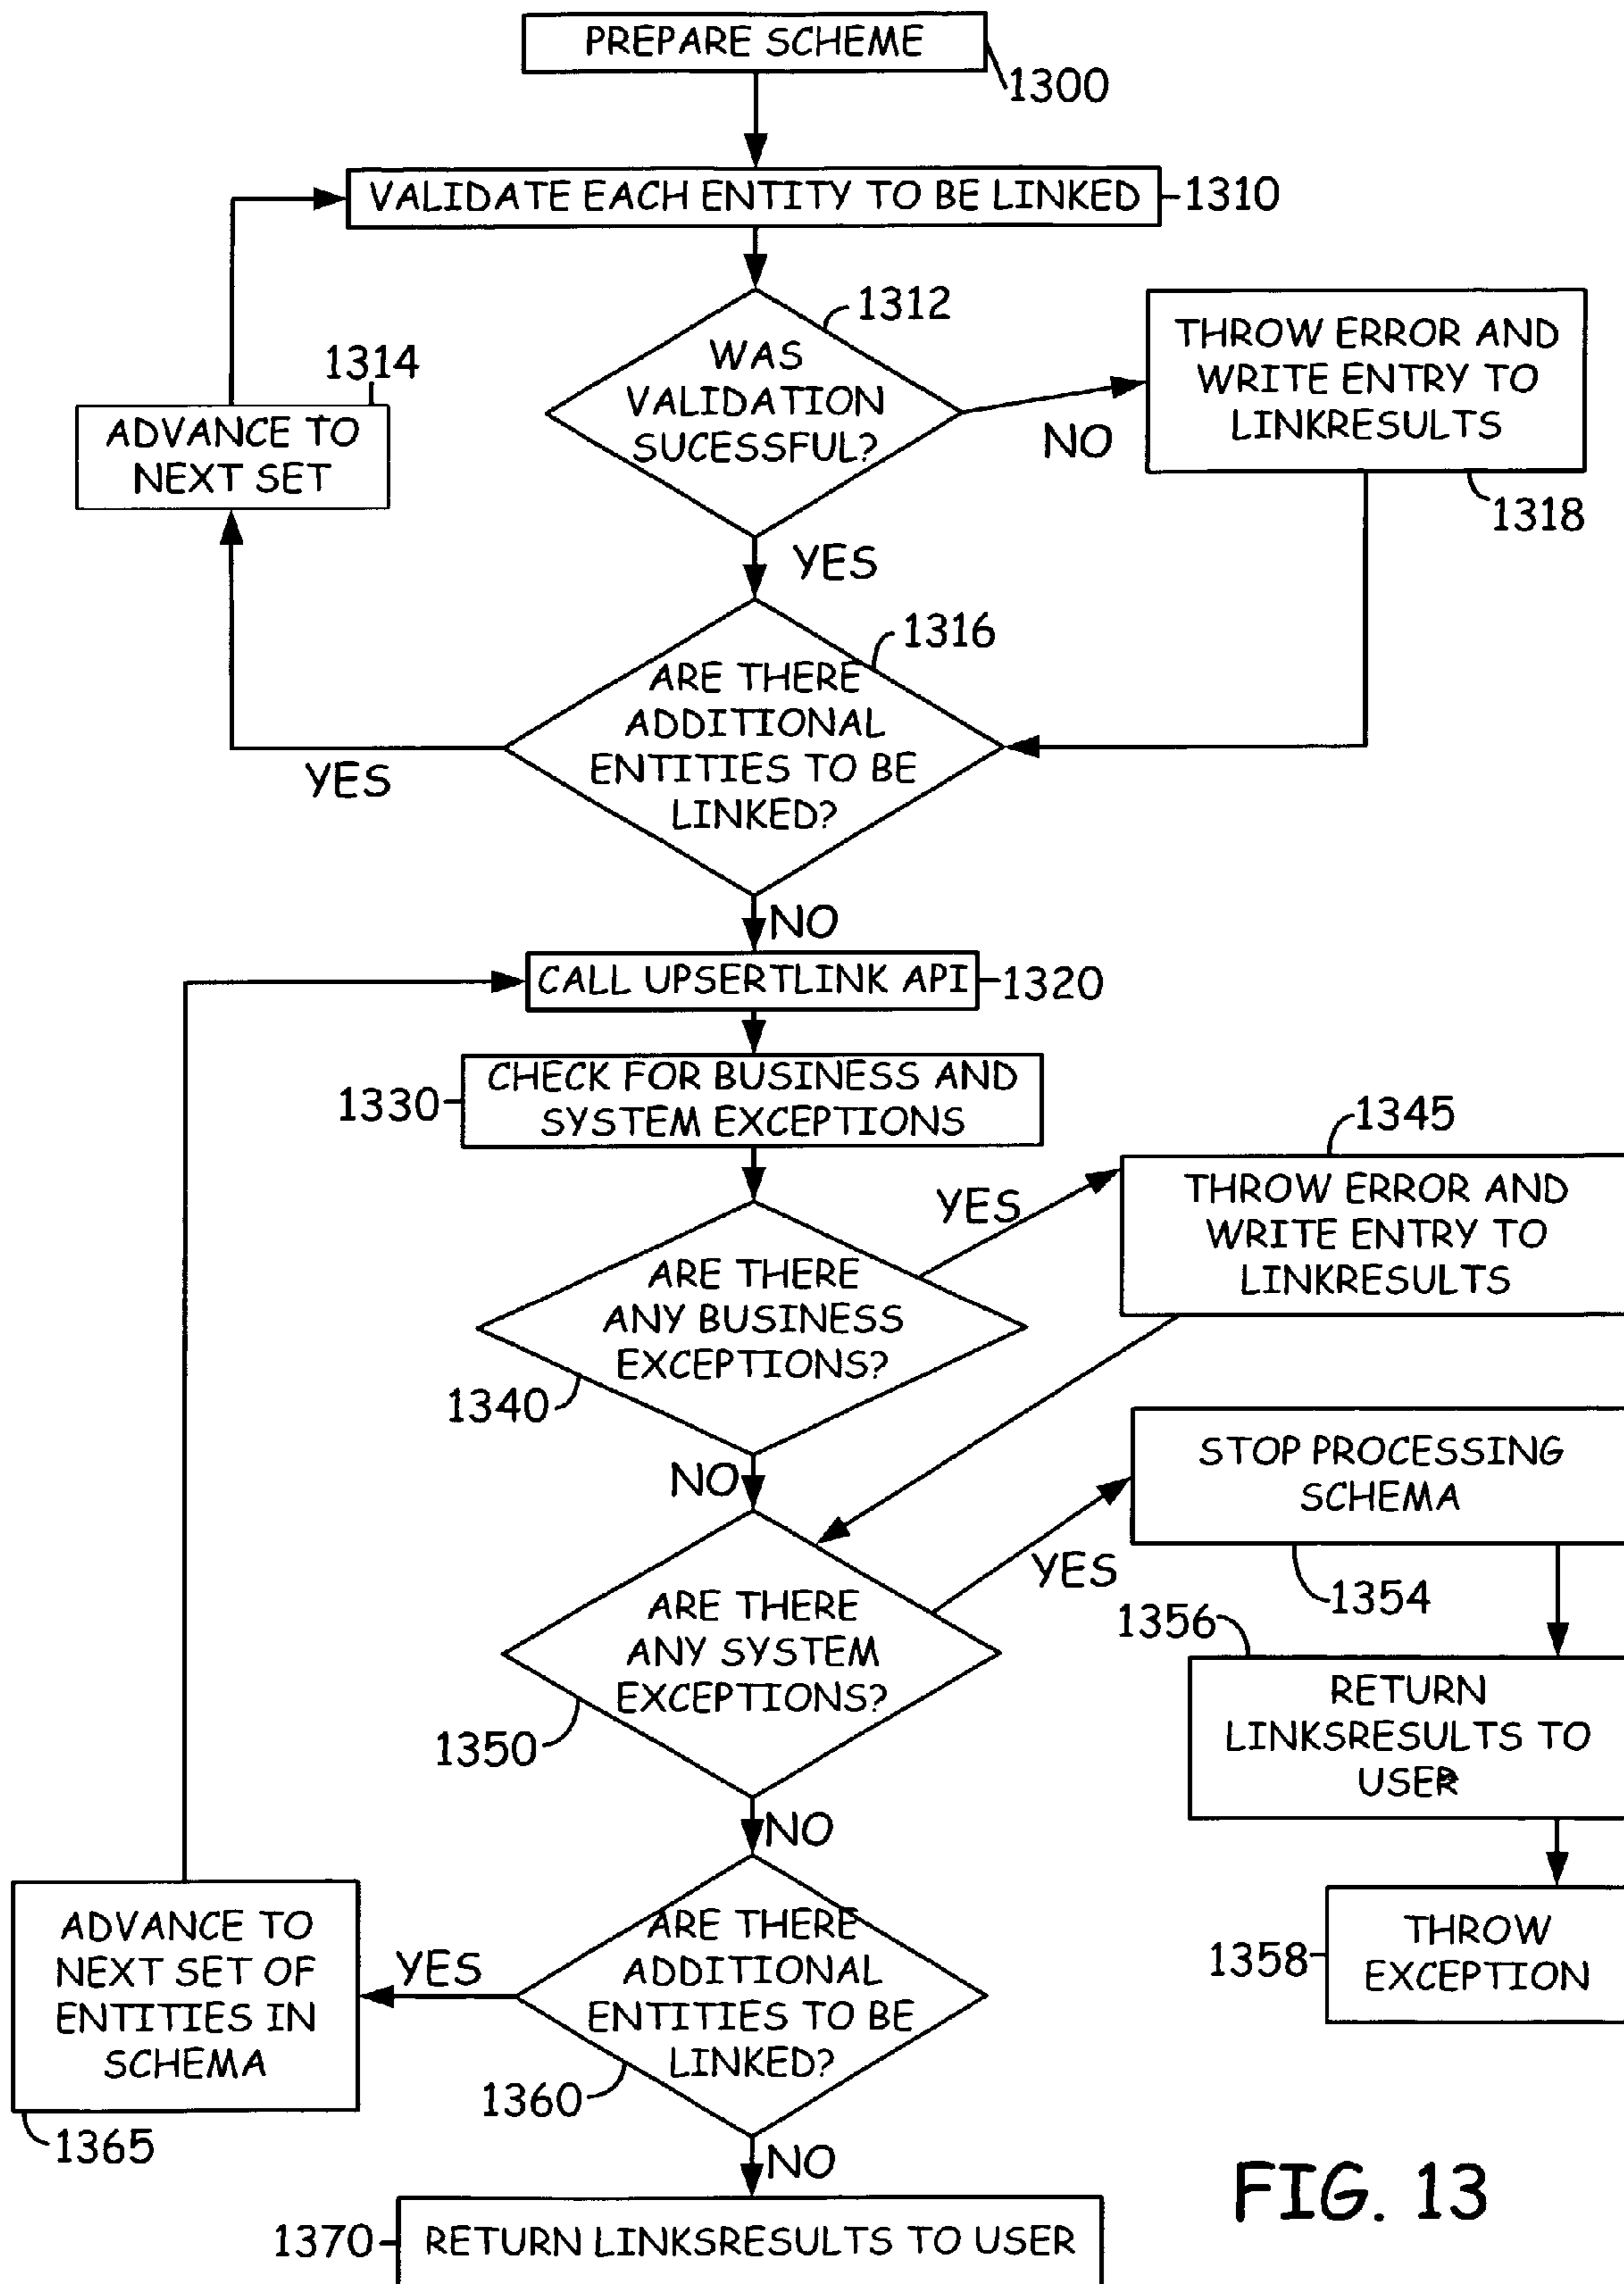 PREPARE SCHEME
1300
VALIDATE EACH ENTITY TO BE LINKED
1310
1312
WAS
VALIDATION
SUCESSFUL?
NO
THROW ERROR AND
WRITE ENTRY TO
LINKRESULTS
1318
1314
ADVANCE TO
NEXT SET
YES
1316
ARE THERE
ADDITIONAL
ENTITIES TO BE
LINKED?
YES
NO
CALL UPSERTLINK API
1320
CHECK FOR BUSINESS AND
SYSTEM EXCEPTIONS
1330
1345
THROW ERROR AND
WRITE ENTRY TO
LINKRESULTS
YES
ARE THERE
ANY BUSINESS
EXCEPTIONS?
1340
NO
STOP PROCESSING
SCHEMA
1354
YES
ARE THERE
ANY SYSTEM
EXCEPTIONS?
1350
1356
RETURN
LINKSRESULTS TO
USER
NO
THROW
EXCEPTION
1358
ARE THERE
ADDITIONAL
ENTITIES TO BE
LINKED?
1360
YES
ADVANCE TO
NEXT SET OF
ENTITIES IN
SCHEMA
1365
NO
1370
RETURN LINKSRESULTS TO USER
FIG. 13